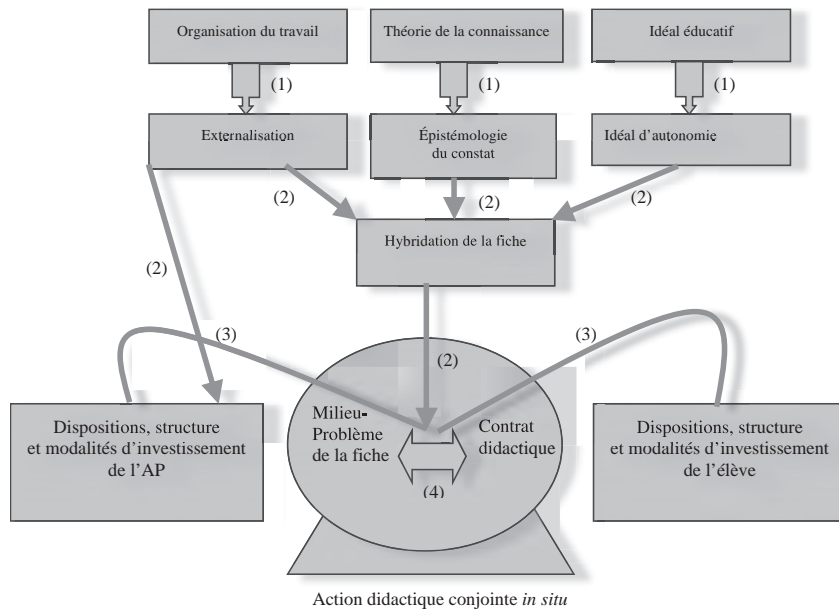 Organisation du travail
Théorie de la connaissance
Idéal éducatif
(1)
(1)
(1)
Externalisation
Épistémologie
du constat
Idéal d'autonomie
(2)
(2)
(2)
Hybridation de la fiche
(2)
(3)
(2)
(3)
Dispositions, structure
et modalités d'investissement
de l'AP
Milieu-
Problème
de la fiche
Contrat
didactique
(4)
Dispositions, structure
et modalités d'investissement
de l'élève
Action didactique conjointe in situ